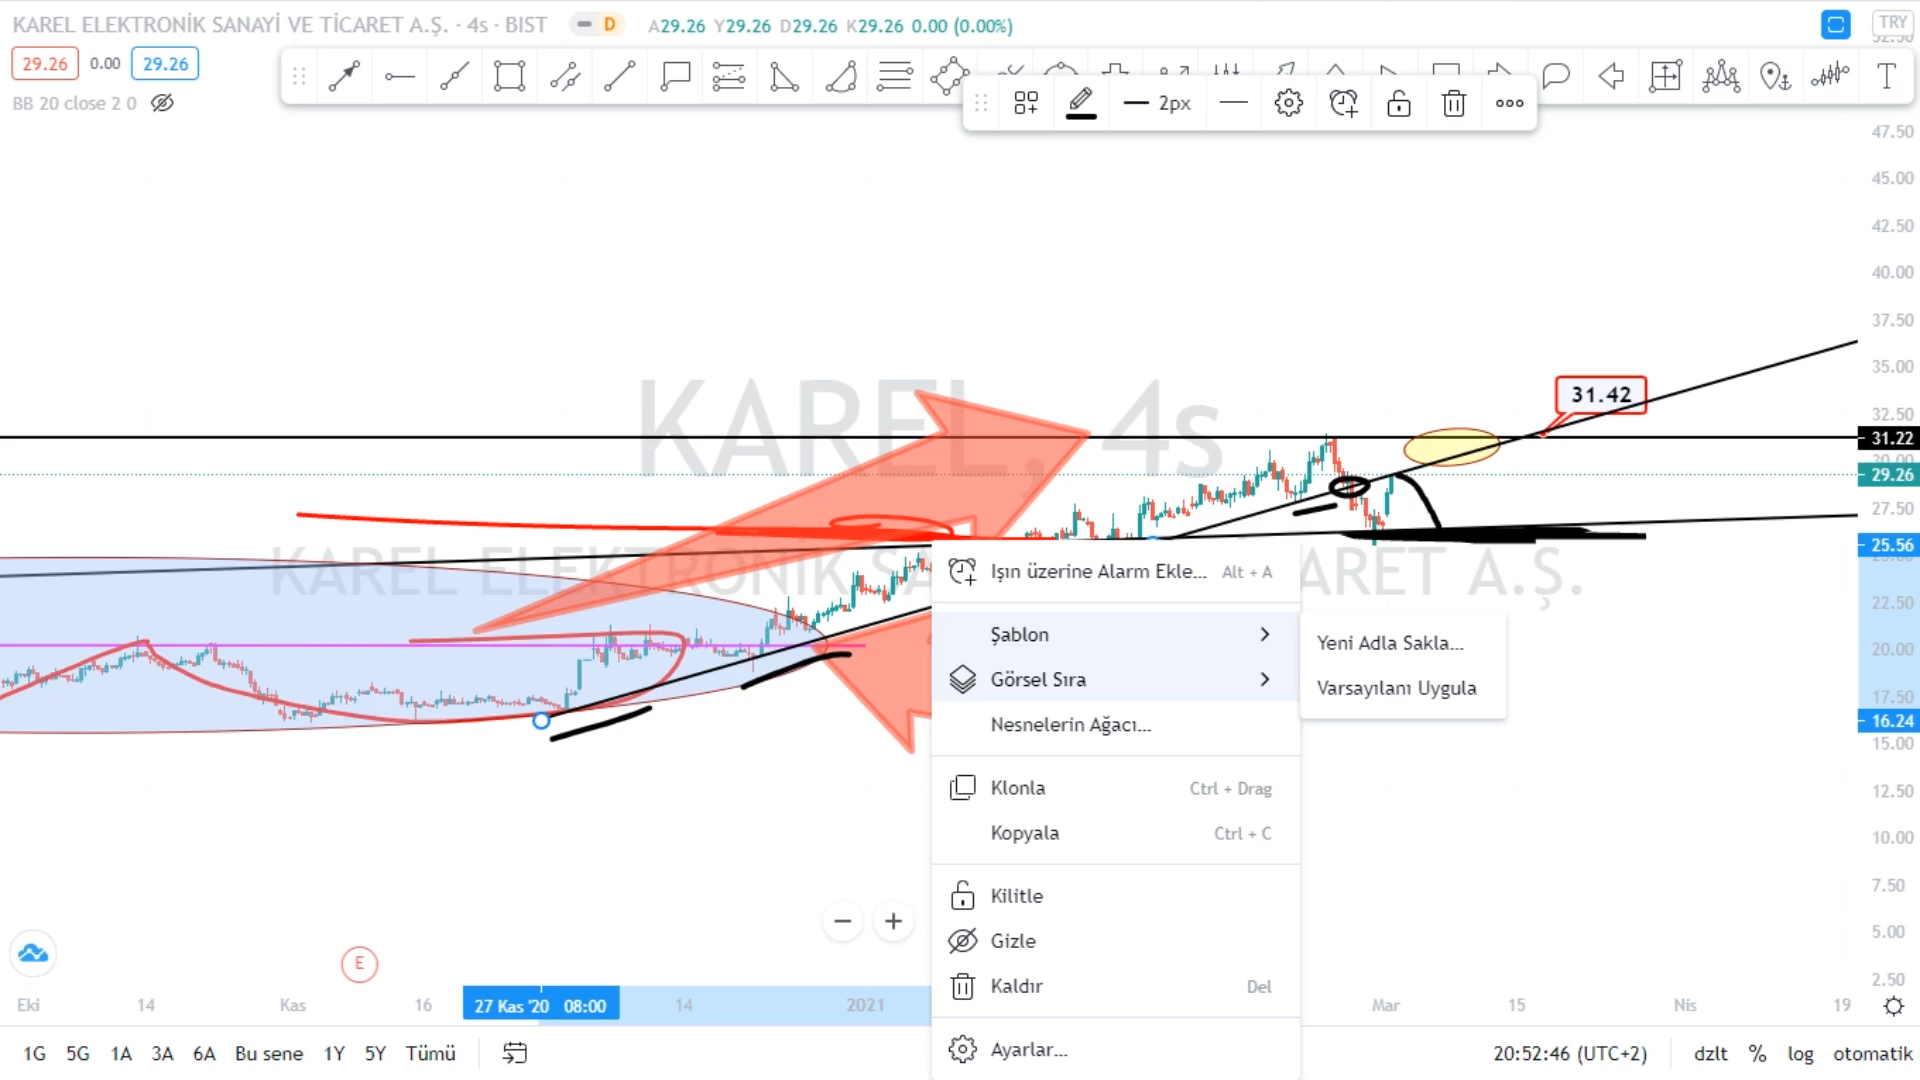 KAREL ELEKTRONİK SANAYİ VE TİCARET A.Ş. · 4s · BIST D A29.26 Y29.26 D29.26 K29.26 0.00 (0.00%) TRY
29.26 0.00 29.26
BB 20 close 2 0
2px
47.50
45.00
42.50
40.00
37.50
35.00
31.42
32.50
KAREL, 4s
31.22
29.26
27.50
25.56
22.50
20.00
17.50
16.24
15.00
12.50
10.00
7.50
5.00
2.50
Işın üzerine Alarm Ekle... Alt + A
Şablon
Yeni Adla Sakla...
Görsel Sıra
Varsayılanı Uygula
Nesnelerin Ağacı...
Klonla Ctrl + Drag
Kopyala Ctrl + C
Kilitle
Gizle
Kaldır Del
Ayarlar...
E
Eki 14 Kas 16 27 Kas '20 08:00 14 2021 Mar 15 Nis 19
1G 5G 1A 3A 6A Bu sene 1Y 5Y Tümü 20:52:46 (UTC+2) dzlt % log otomatik